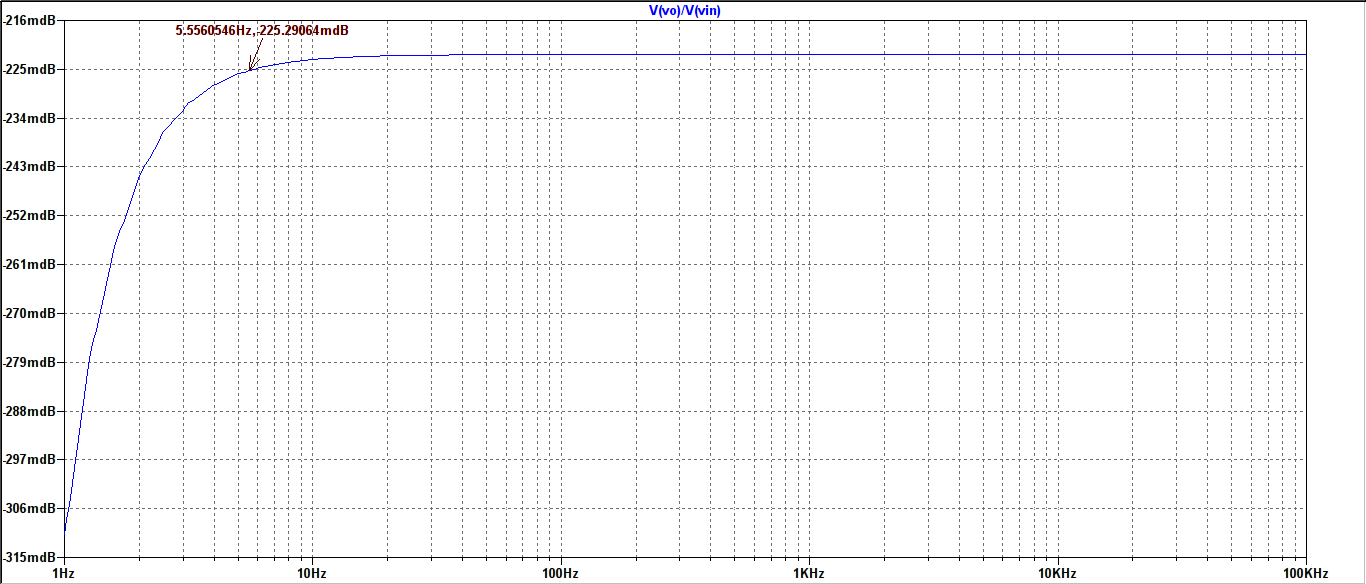 V(vo)/V(vin)
-216mdB
5.5560546Hz,-225.29064mdB
-225mdB
-234mdB
-243mdB
-252mdB
-261mdB
-270mdB
-279mdB
-288mdB
-297mdB
-306mdB
-315mdB
1Hz 10Hz 100Hz 1KHz 10KHz 100KHz